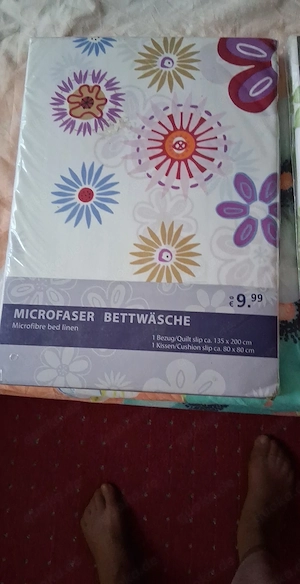 € 9.99
MICROFASER BETTWÄSCHE
Microfibre bed linen
1 Bezug/Quilt slip ca. 135 x 200 cm
1 Kissen/Cushion slip ca. 80 x 80 cm